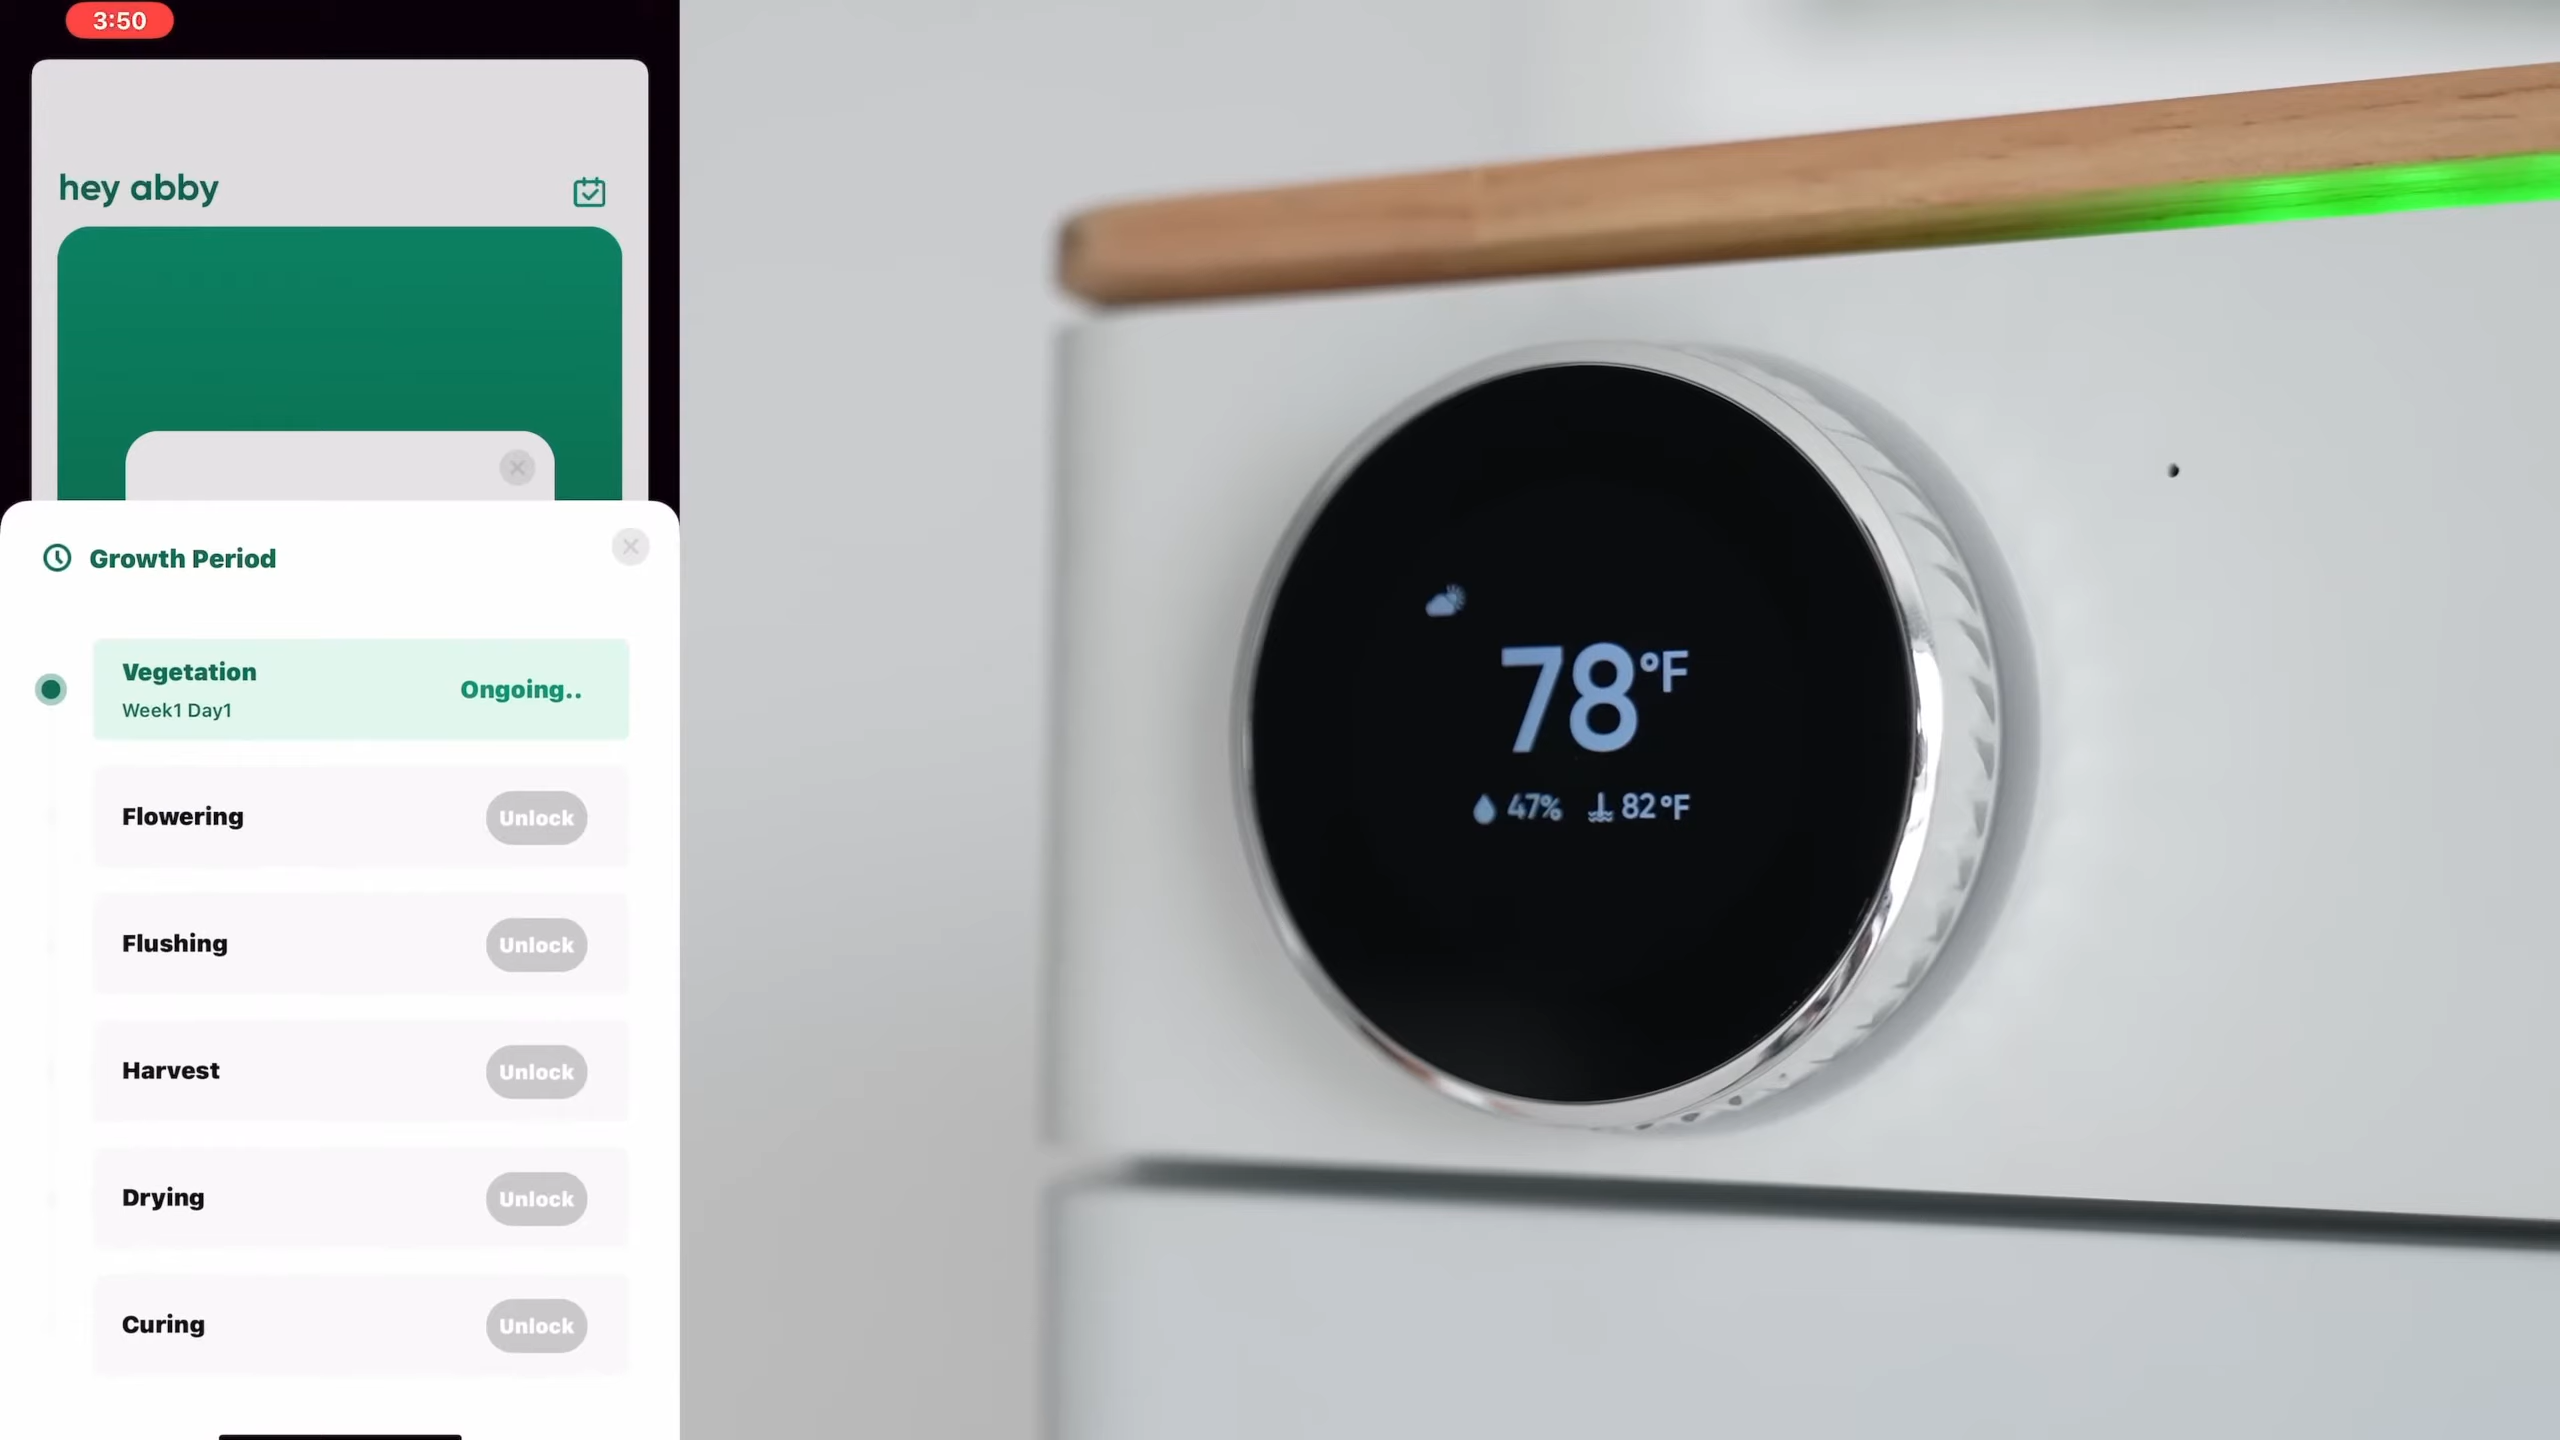 3:50
hey abby
Growth Period
Vegetation
Week1 Day1
Ongoing..
Flowering
Unlock
Flushing
Unlock
Harvest
Unlock
Drying
Unlock
Curing
Unlock
78°F
47% 82°F